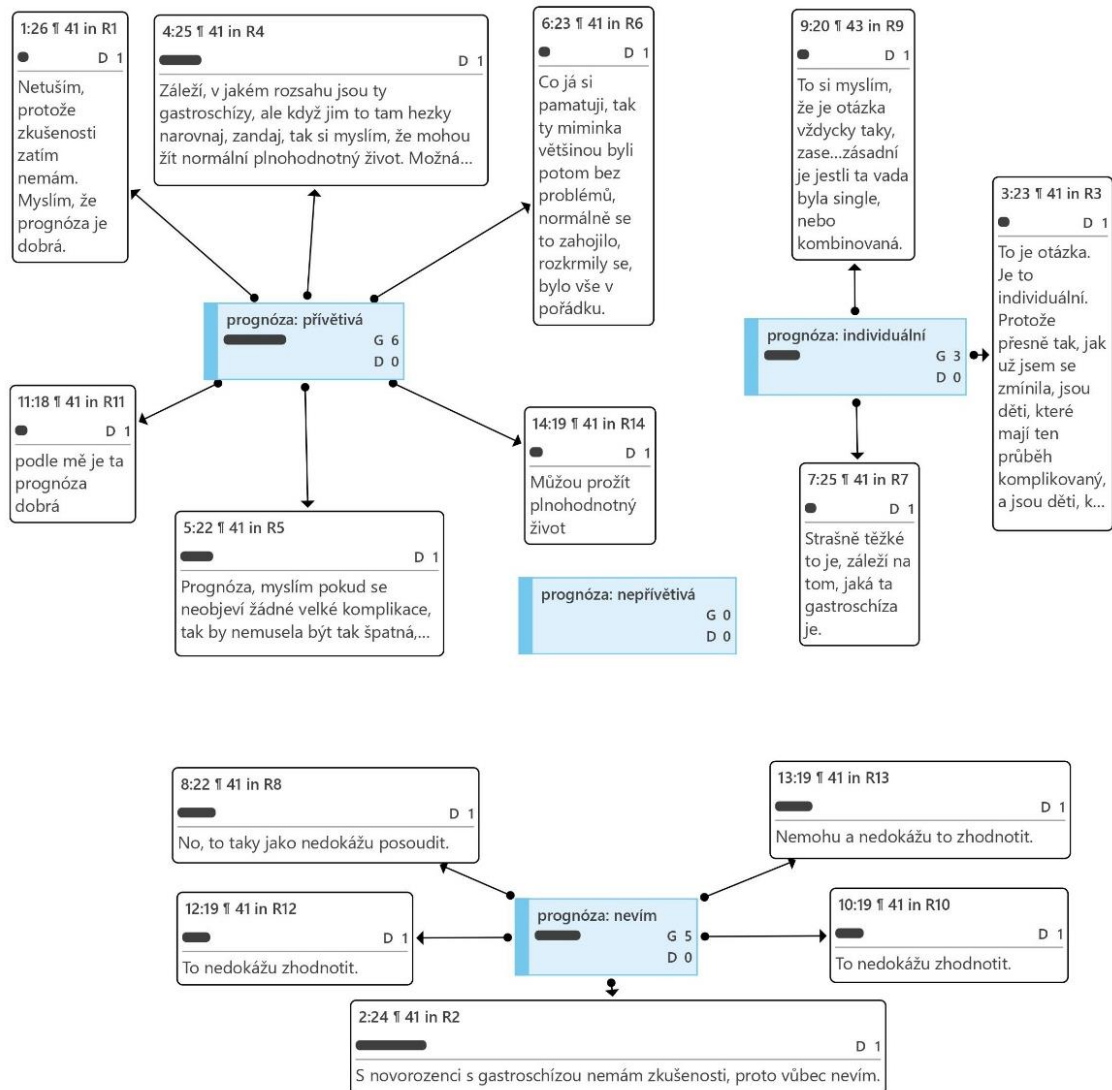 1:26 ¶ 41 in R1
D 1
Netuším,
protože
zkušenosti
zatím
nemám.
Myslím, že
prognóza je
dobrá.
4:25 ¶ 41 in R4
D 1
Záleží, v jakém rozsahu jsou ty
gastroschízy, ale když jim to tam hezky
narovnaj, zandaj, tak si myslím, že mohou
žít normální plnohodnotný život. Možná...
6:23 ¶ 41 in R6
D 1
Co já si
pamatuji, tak
ty miminka
většinou byli
potom bez
problémů,
normálně se
to zahojilo,
rozkrmily se,
bylo vše v
pořádku.
9:20 ¶ 43 in R9
D 1
To si myslím,
že je otázka
vždycky taky,
zase...zásadní
je jestli ta vada
byla single,
nebo
kombinovaná.
3:23 ¶ 41 in R3
D 1
To je otázka.
Je to
individuální.
Protože
přesně tak, jak
už jsem se
zmínila, jsou
děti, které
mají ten
průběh
komplikovaný,
a jsou děti, k...
prognóza: přívětivá
G 6
D 0
prognóza: individuální
G 3
D 0
11:18 ¶ 41 in R11
D 1
podle mě je ta
prognóza
dobrá
5:22 ¶ 41 in R5
D 1
Prognóza, myslím pokud se
neobjeví žádné velké komplikace,
tak by nemusela být tak špatná,...
14:19 ¶ 41 in R14
D 1
Můžou prožít
plnohodnotný
život
7:25 ¶ 41 in R7
D 1
Strašně těžké
to je, záleží na
tom, jaká ta
gastroschíza
je.
prognóza: nepřívětivá
G 0
D 0
8:22 ¶ 41 in R8
D 1
No, to taky jako nedokážu posoudit.
13:19 ¶ 41 in R13
D 1
Nemohu a nedokážu to zhodnotit.
12:19 ¶ 41 in R12
D 1
To nedokážu zhodnotit.
prognóza: nevím
G 5
D 0
10:19 ¶ 41 in R10
D 1
To nedokážu zhodnotit.
2:24 ¶ 41 in R2
D 1
S novorozenci s gastroschízou nemám zkušenosti, proto vůbec nevím.